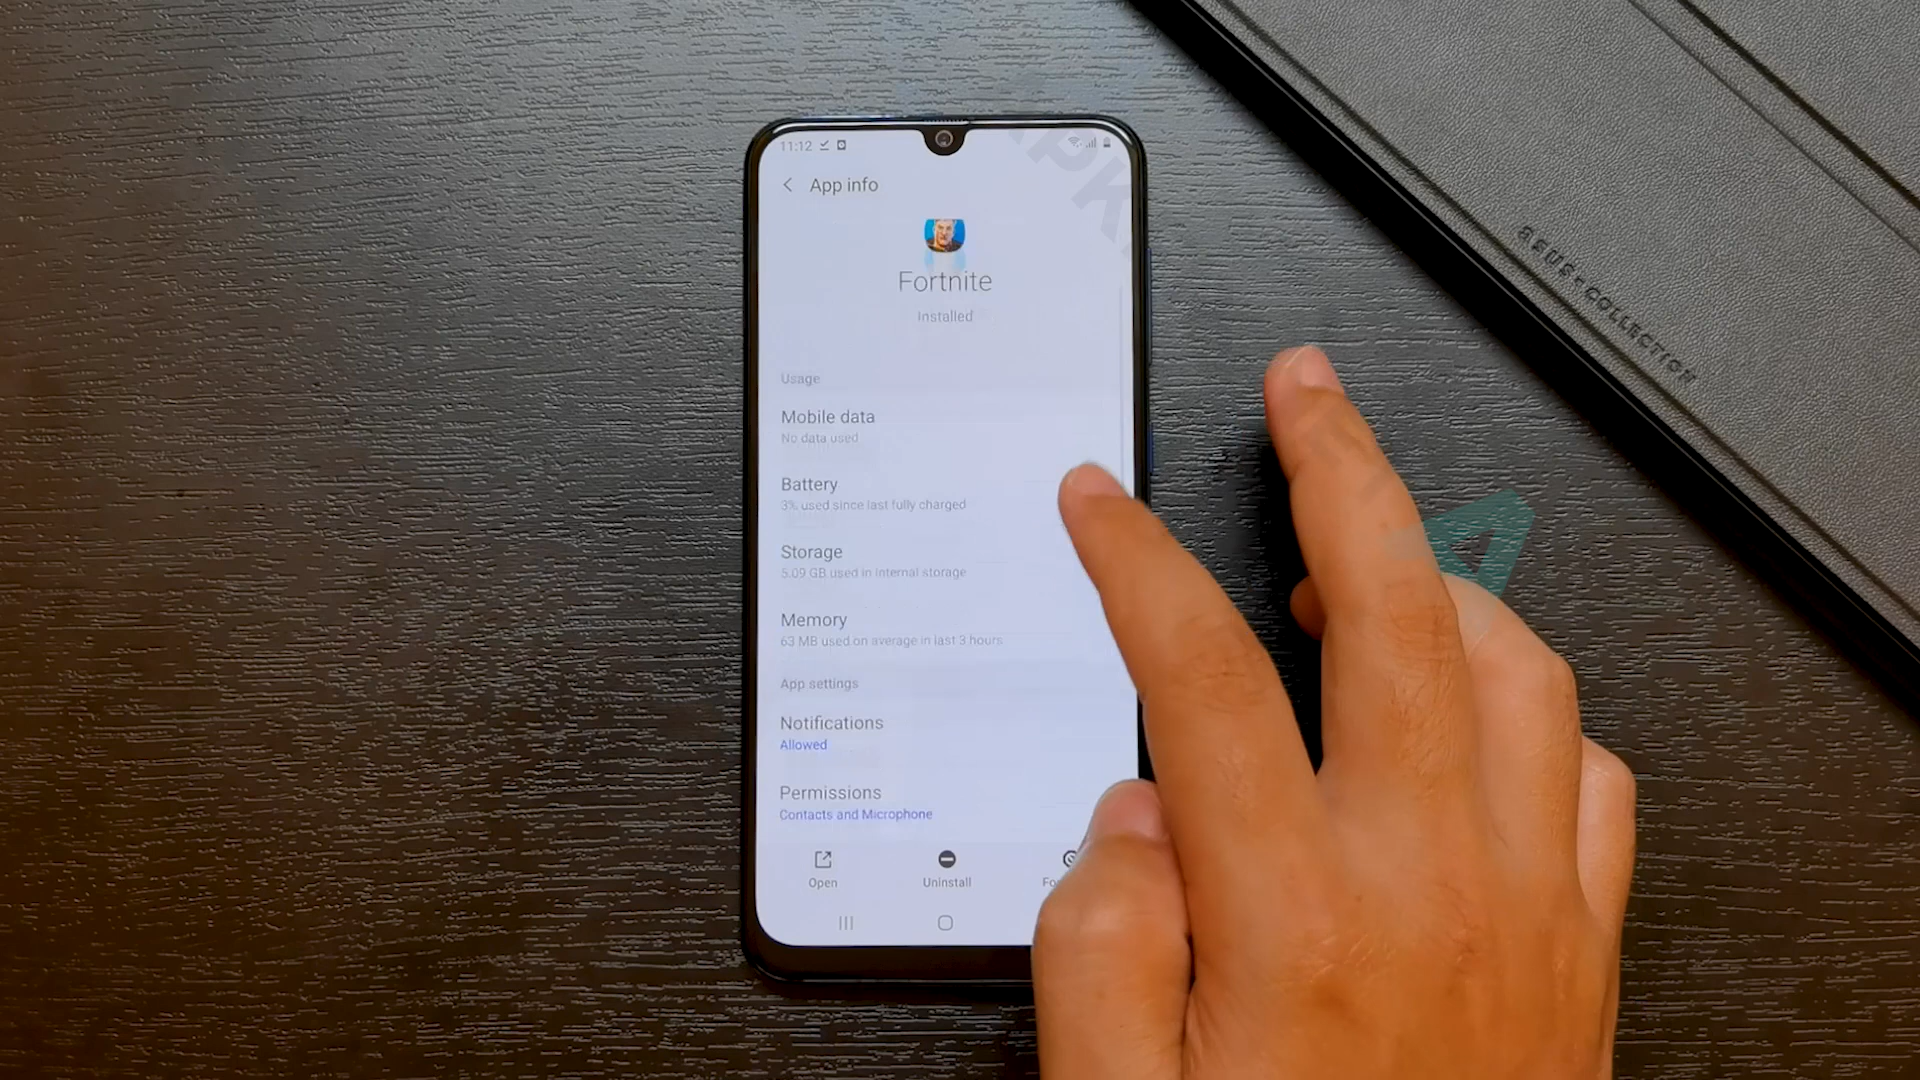 11:12
App info
Fortnite
Installed
Usage
Mobile data
No data used
Battery
3% used since last fully charged
Storage
5.09 GB used in internal storage
Memory
63 MB used on average in last 3 hours
App settings
Notifications
Allowed
Permissions
Contacts and Microphone
Open
Uninstall
ASUS COLLECTION